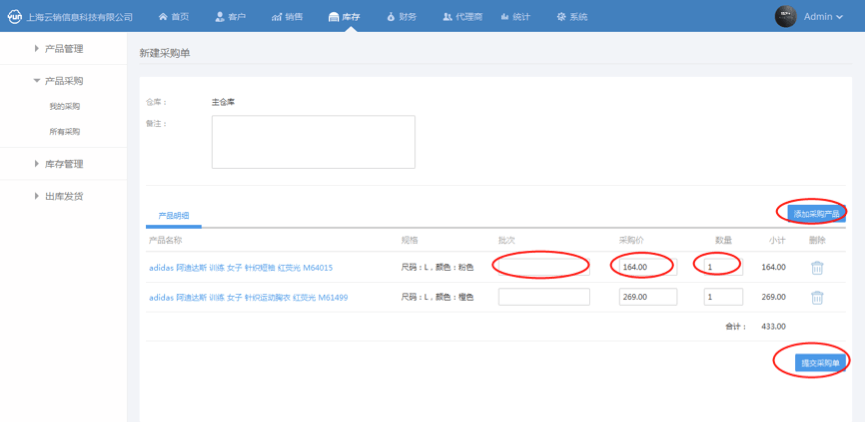 yun 上海云销信息科技有限公司 首页 客户 销售 库存 财务 代理商 统计 系统 Admin
产品管理
产品采购
我的采购
所有采购
库存管理
出库发货
新建采购单
仓库： 主仓库
备注：
产品明细 添加采购产品
产品名称 规格 批次 采购价 数量 小计 删除
adidas 阿迪达斯 训练 女子 针织短袖 红荧光 M64015 尺码：L，颜色：粉色 164.00 1 164.00
adidas 阿迪达斯 训练 女子 针织运动胸衣 红荧光 M61499 尺码：L，颜色：橙色 269.00 1 269.00
合计： 433.00
提交采购单